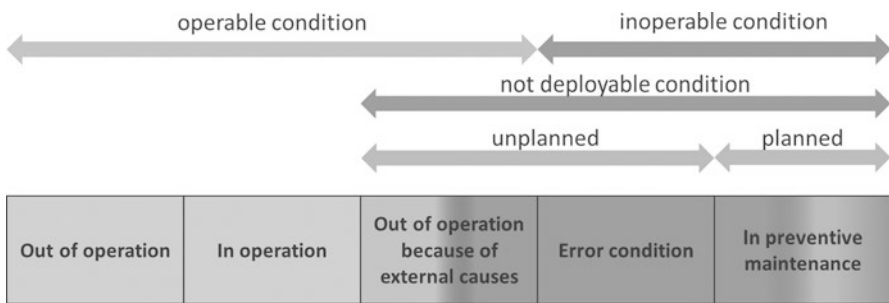 operable condition
inoperable condition
not deployable condition
unplanned
planned
Out of operation
In operation
Out of operation
because of
external causes
Error condition
In preventive
maintenance